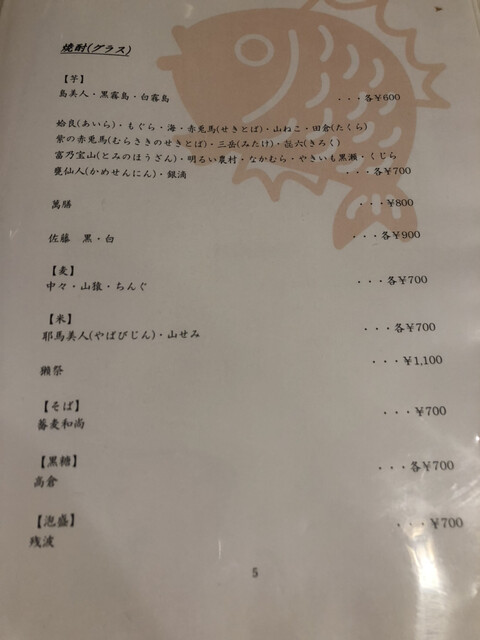 焼酎(グラス)
【芋】
島美人・黒霧島・白霧島 ・・・各¥600
姶良(あいら)・もぐら・海・赤兎馬(せきとば)・山ねこ・田倉(たくら)
紫の赤兎馬(むらさきのせきとば)・三岳(みたけ)・㐂六(きろく)
富乃宝山(とみのほうざん)・明るい農村・なかむら・やきいも黒瀬・くじら
甕仙人(かめせんにん)・銀滴 ・・・各¥700
萬膳 ・・・¥800
佐藤 黒・白 ・・・各¥900
【麦】
中々・山猿・ちんぐ ・・・各¥700
【米】
耶馬美人(やばびじん)・山せみ ・・・各¥700
獺祭 ・・・¥1,100
【そば】
蕎麦和尚 ・・・¥700
【黒糖】
高倉 ・・・各¥700
【泡盛】
残波 ・・・¥700
5